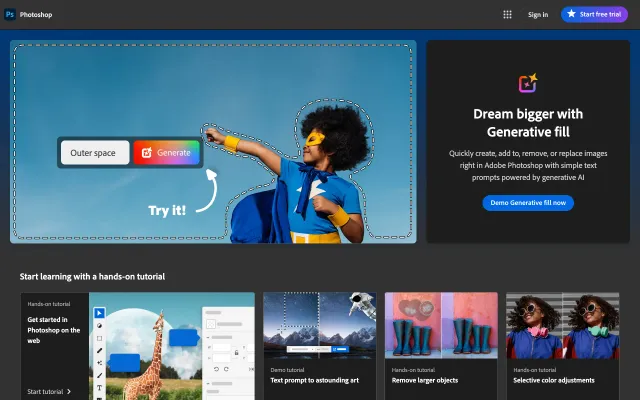 Ps Photoshop
Sign in
Start free trial
Outer space
Generate
Try it!
Dream bigger with
Generative fill
Quickly create, add to, remove, or replace images
right in Adobe Photoshop with simple text
prompts powered by generative AI
Demo Generative fill now
Start learning with a hands-on tutorial
Hands-on tutorial
Get started in
Photoshop on the
web
Start tutorial
T
Demo tutorial
Text prompt to astounding art
Hands-on tutorial
Remove larger objects
Hands-on tutorial
Selective color adjustments